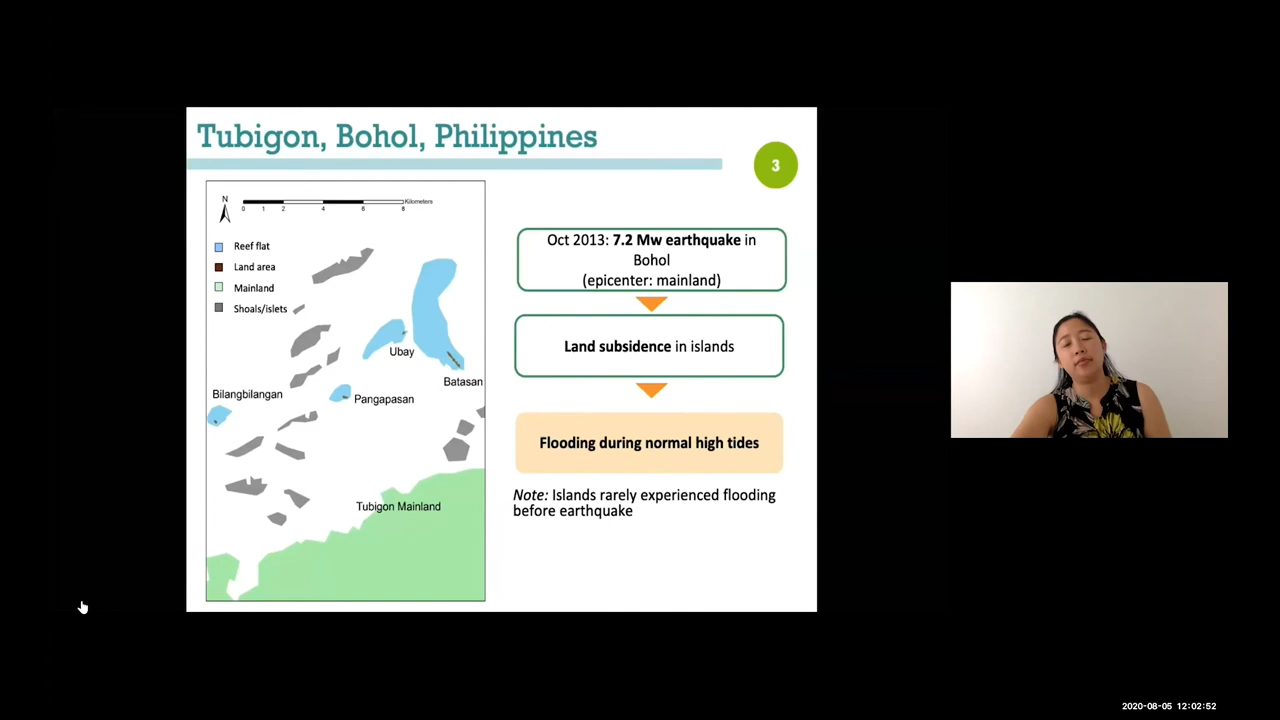 Tubigon, Bohol, Philippines
3
N
0 1 2 4 6 8 Kilometers
Reef flat
Land area
Mainland
Shoals/islets
Ubay
Batasan
Bilangbilangan
Pangapasan
Tubigon Mainland
Oct 2013: 7.2 Mw earthquake in
Bohol
(epicenter: mainland)
Land subsidence in islands
Flooding during normal high tides
Note: Islands rarely experienced flooding
before earthquake
2020-08-05 12:02:52